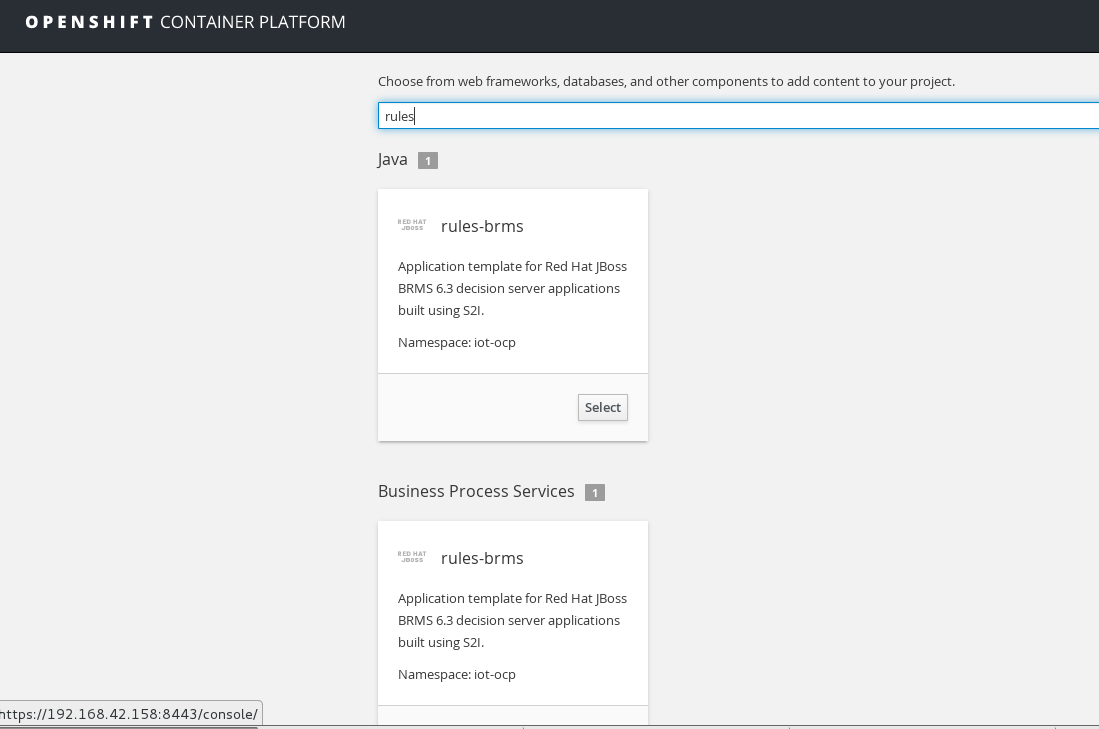 OPENSHIFT CONTAINER PLATFORM
Choose from web frameworks, databases, and other components to add content to your project.
rules
Java 1
RED HAT
JBOSS
rules-brms
Application template for Red Hat JBoss
BRMS 6.3 decision server applications
built using S2I.
Namespace: iot-ocp
Select
Business Process Services 1
RED HAT
JBOSS
rules-brms
Application template for Red Hat JBoss
BRMS 6.3 decision server applications
built using S2I.
Namespace: iot-ocp
https://192.168.42.158:8443/console/